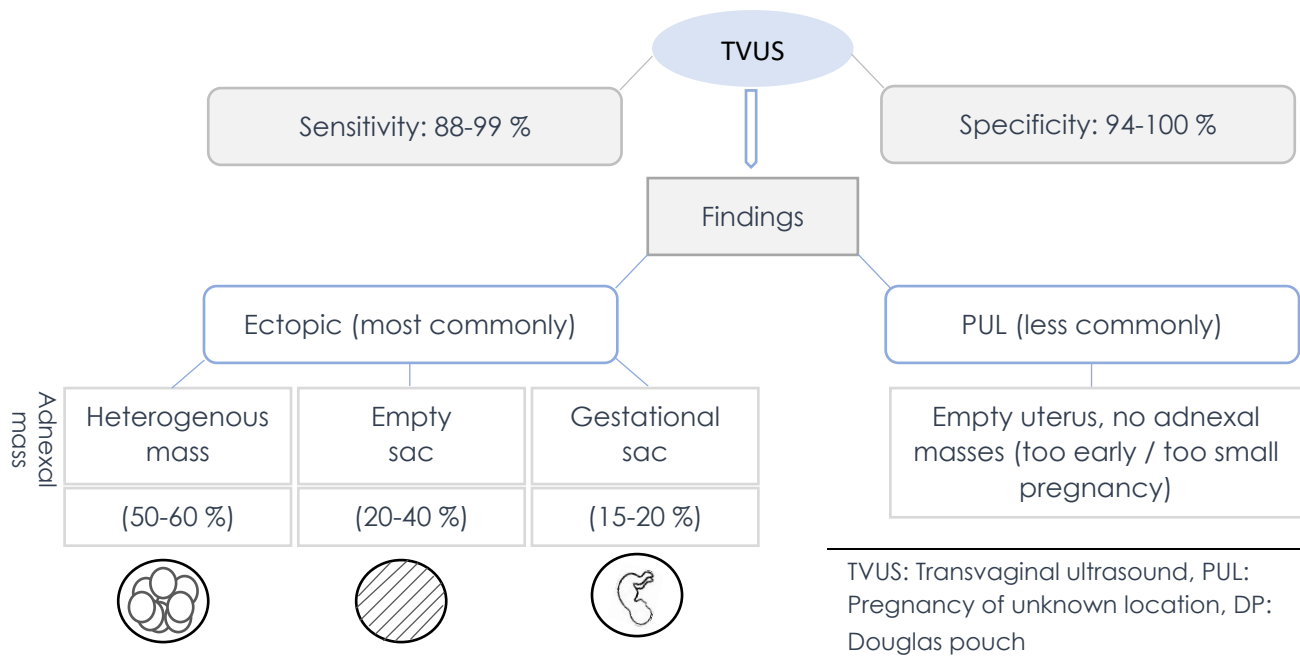 TVUS
Sensitivity: 88-99 %
Specificity: 94-100 %
Findings
Ectopic (most commonly)
PUL (less commonly)
Adnexal
mass
Heterogenous
mass
Empty
sac
Gestational
sac
(50-60 %)
(20-40 %)
(15-20 %)
Empty uterus, no adnexal
masses (too early / too small
pregnancy)
TVUS: Transvaginal ultrasound, PUL:
Pregnancy of unknown location, DP:
Douglas pouch